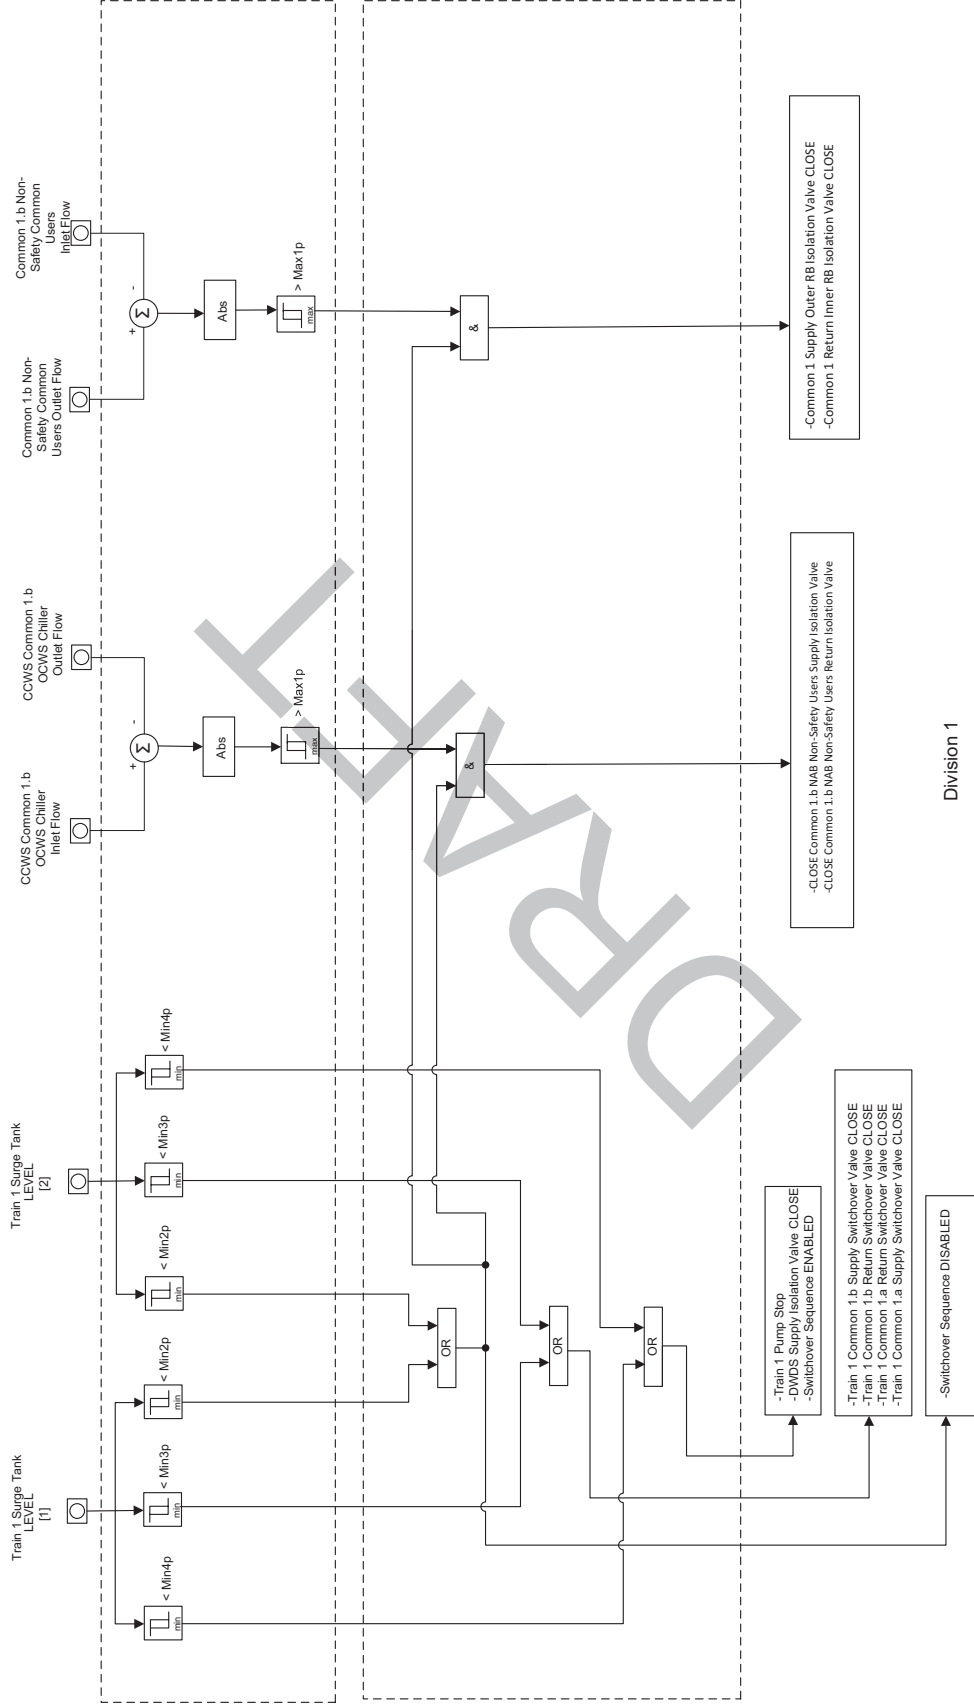 Train 1 Surge Tank
LEVEL
[1]
Train 1 Surge Tank
LEVEL
[2]
CCWS Common 1.b
OCWS Chiller
Inlet Flow
CCWS Common 1.b
OCWS Chiller
Outlet Flow
Common 1.b Non-
Safety Common
Users Outlet Flow
Common 1.b Non-
Safety Common
Users
Inlet Flow
< Min4p
min
< Min3p
min
< Min2p
min
< Min2p
min
< Min3p
min
< Min4p
min
+
-
Σ
Abs
> Max1p
max
+
-
Σ
Abs
> Max1p
max
OR
OR
OR
&
&
DRAFT
-Train 1 Pump Stop
-DWDS Supply Isolation Valve CLOSE
-Switchover Sequence ENABLED
-Train 1 Common 1.b Supply Switchover Valve CLOSE
-Train 1 Common 1.b Return Switchover Valve CLOSE
-Train 1 Common 1.a Return Switchover Valve CLOSE
-Train 1 Common 1.a Supply Switchover Valve CLOSE
-Switchover Sequence DISABLED
-CLOSE Common 1.b NAB Non-Safety Users Supply Isolation Valve
-CLOSE Common 1.b NAB Non-Safety Users Return Isolation Valve
-Common 1 Supply Outer RB Isolation Valve CLOSE
-Common 1 Return Inner RB Isolation Valve CLOSE
Division 1